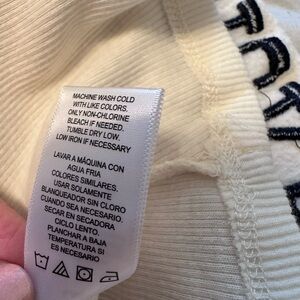 MACHINE WASH COLD
WITH LIKE COLORS.
ONLY NON-CHLORINE
BLEACH IF NEEDED.
TUMBLE DRY LOW.
LOW IRON IF NECESSARY
LAVAR A MÁQUINA CON
AGUA FRIA
COLORES SIMILARES.
USAR SOLAMENTE
BLANQUEADOR SIN CLORO
CUANDO SEA NECESARIO.
SECAR EN SECADORA
CICLO LENTO.
PLANCHAR A BAJA
TEMPERATURA SI
ES NECESARIO